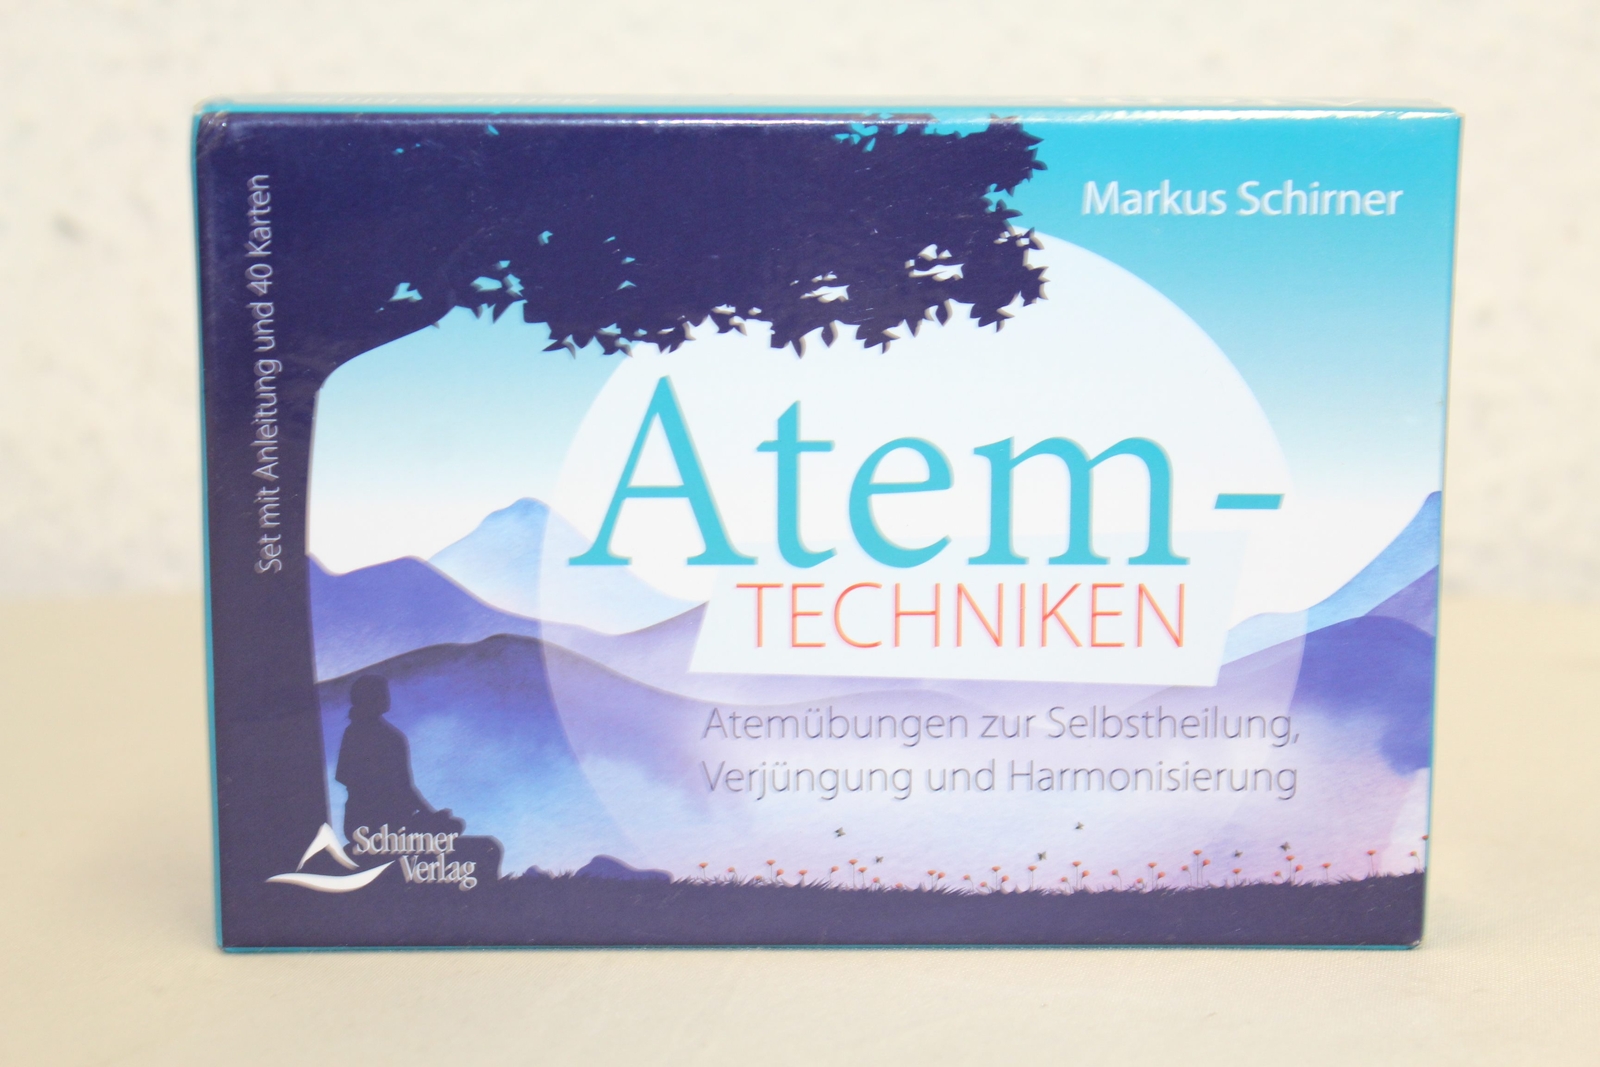 Set mit Anleitung und 40 Karten
Markus Schirner
Atem-
TECHNIKEN
Atemübungen zur Selbstheilung,
Verjüngung und Harmonisierung
Schirner
Verlag